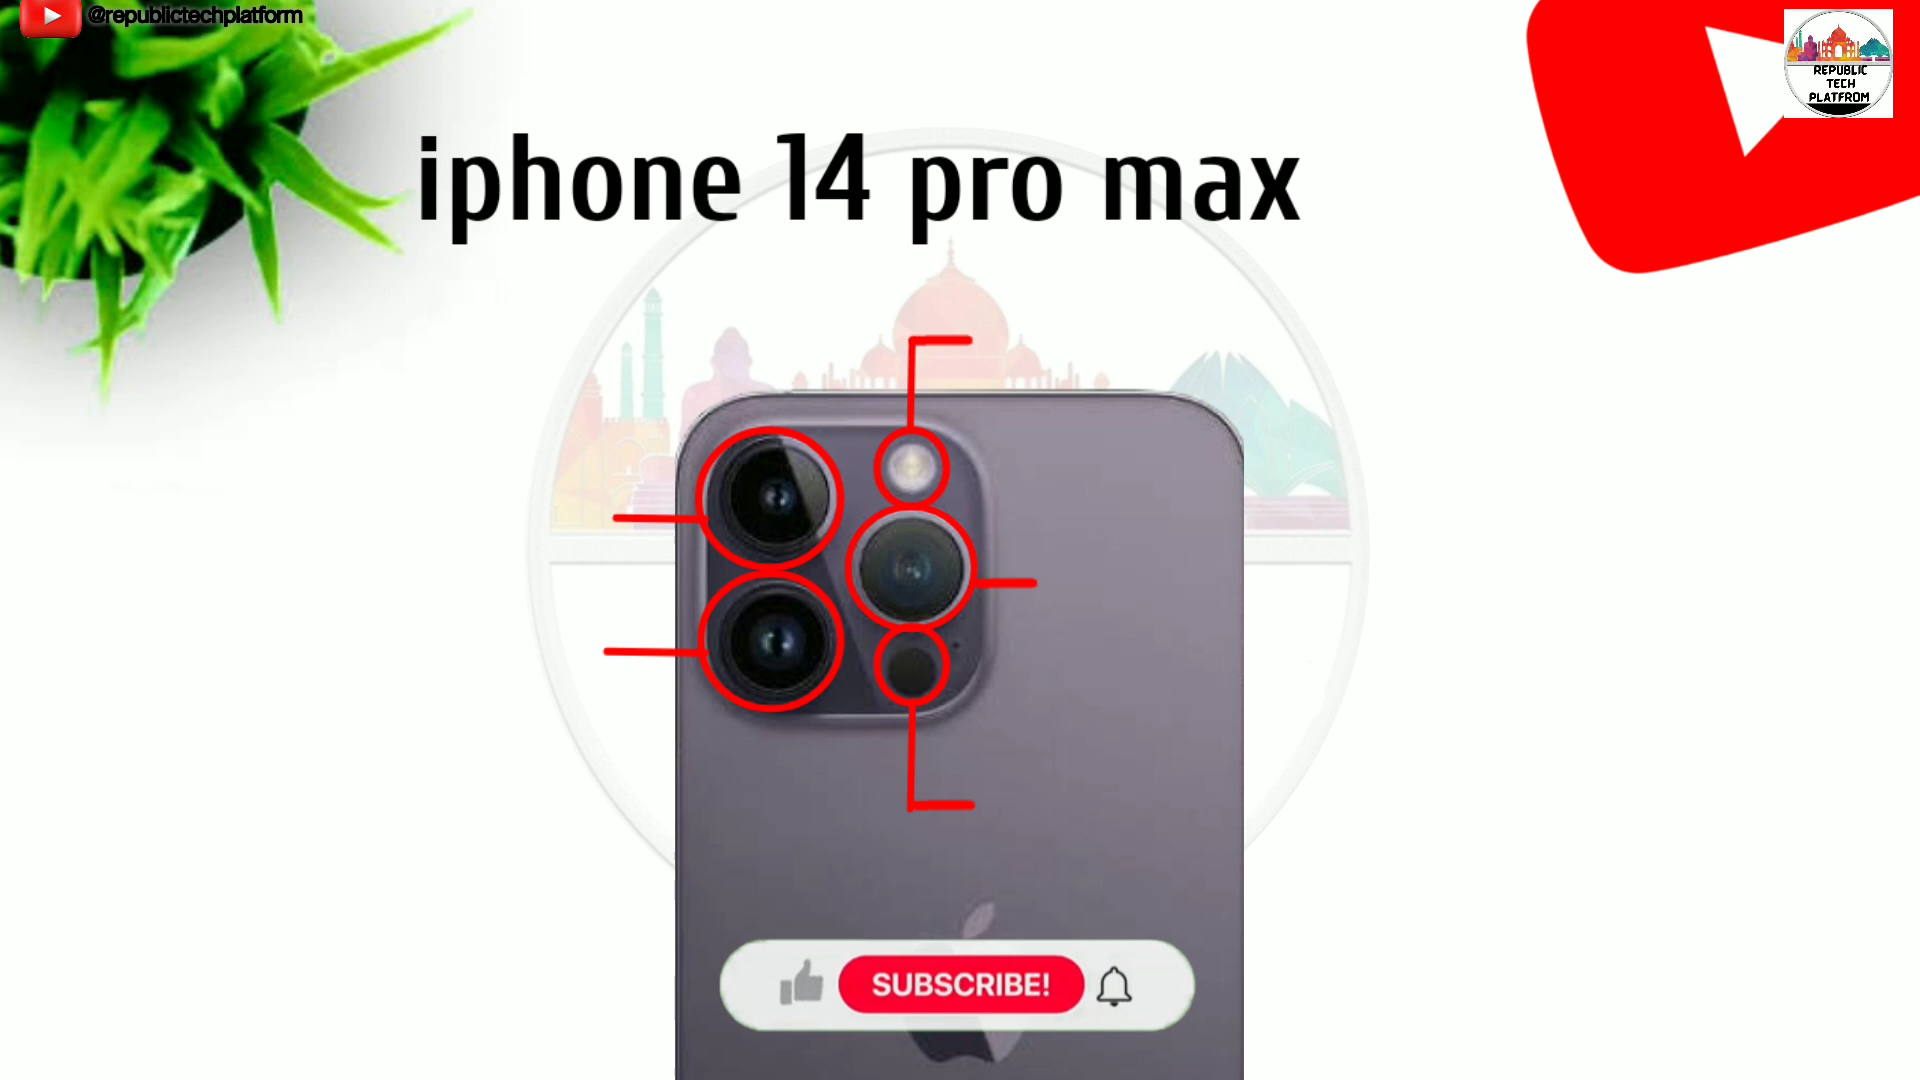 @republictechplatform
REPUBLIC
TECH
PLATFROM
iphone 14 pro max
SUBSCRIBE!